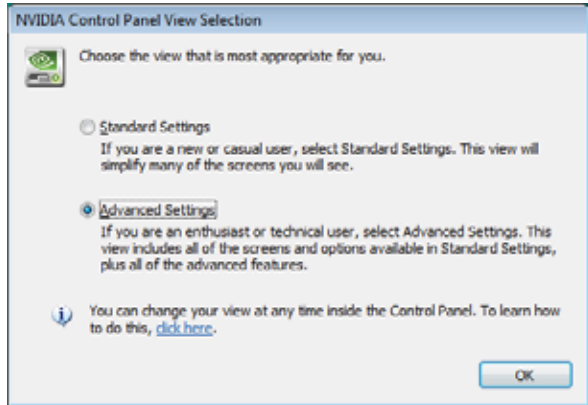 NVIDIA Control Panel View Selection
Choose the view that is most appropriate for you.
Standard Settings
If you are a new or casual user, select Standard Settings. This view will
simplify many of the screens you will see.
Advanced Settings
If you are an enthusiast or technical user, select Advanced Settings. This
view includes all of the screens and options available in Standard Settings,
plus all of the advanced features.
You can change your view at any time inside the Control Panel. To learn how
to do this, click here.
OK